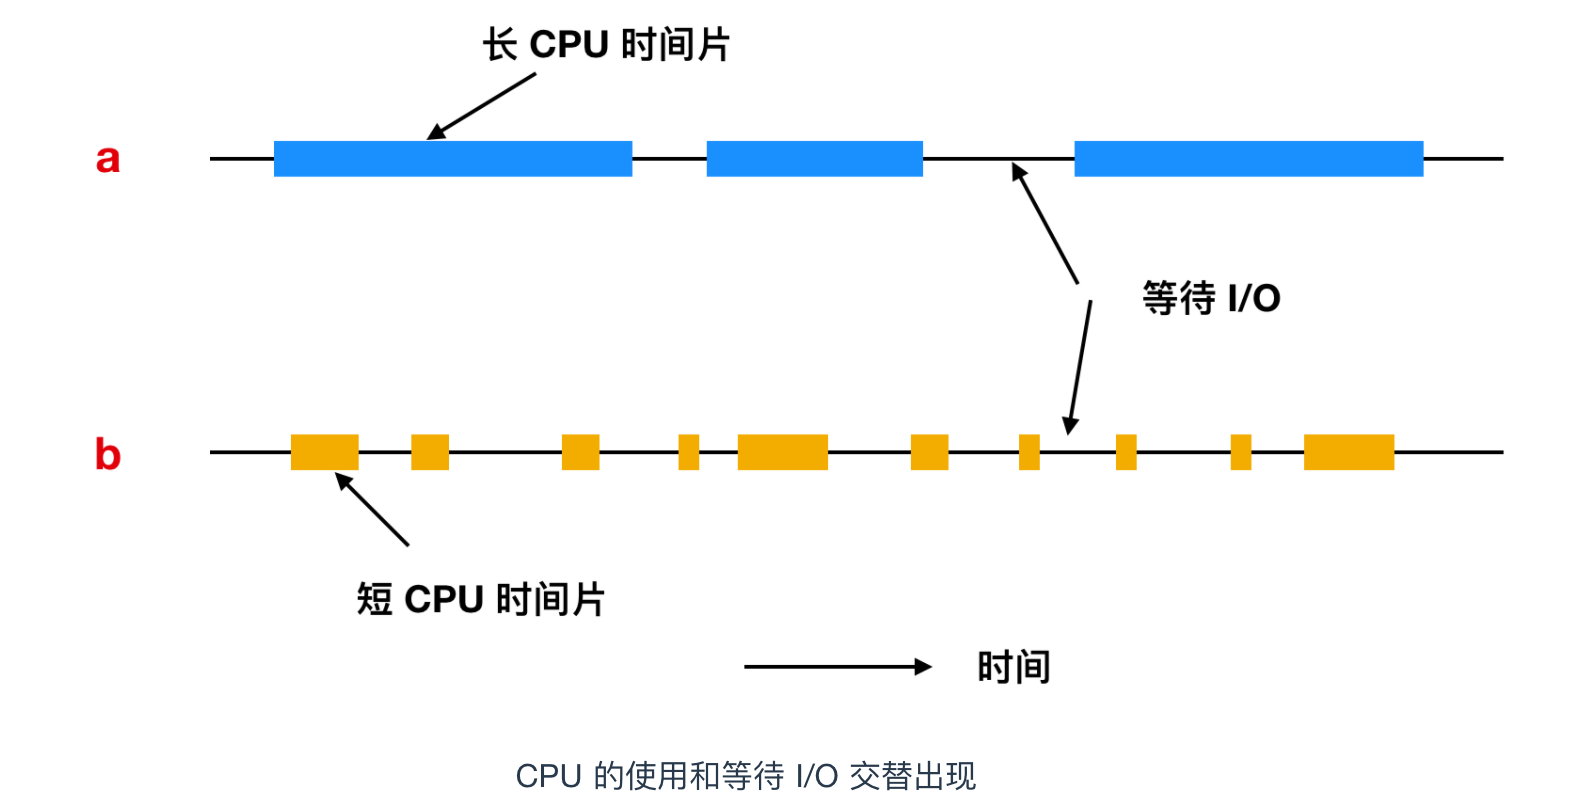 长 CPU 时间片
a
等待 I/O
b
短 CPU 时间片
时间
CPU 的使用和等待 I/O 交替出现